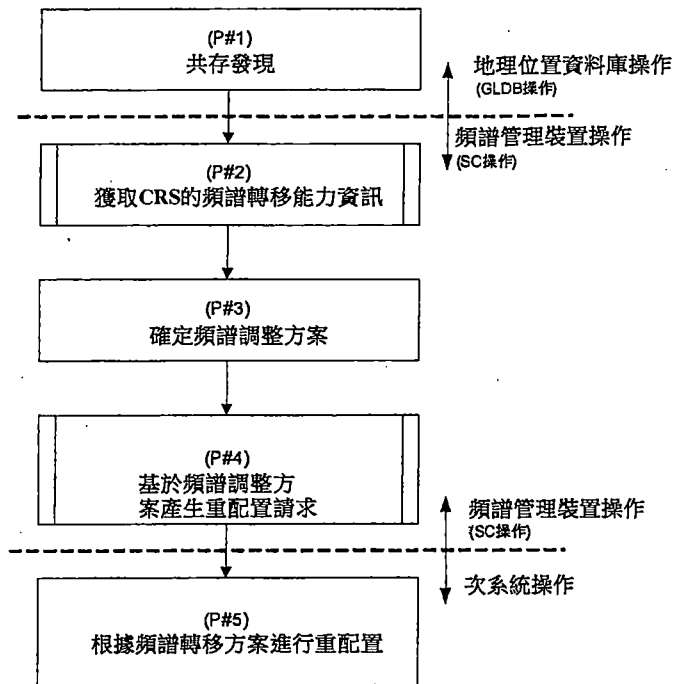 (P#1)
共存發現
地理位置資料庫操作
(GLDB操作)
頻譜管理裝置操作
(SC操作)
(P#2)
獲取CRS的頻譜轉移能力資訊
(P#3)
確定頻譜調整方案
(P#4)
基於頻譜調整方
案產生重配置請求
頻譜管理裝置操作
(SC操作)
次系統操作
(P#5)
根據頻譜轉移方案進行重配置